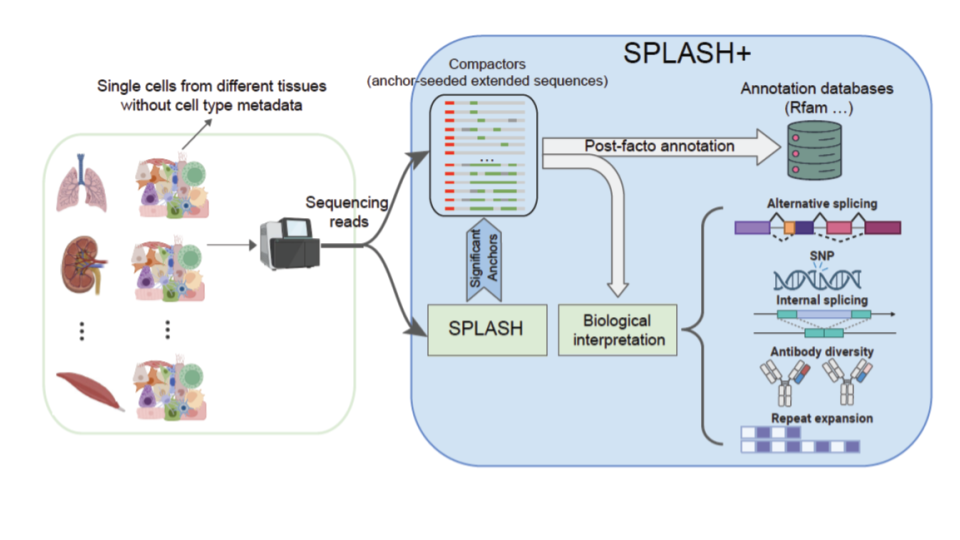 SPLASH+
Single cells from different tissues
without cell type metadata
Sequencing
reads
Compactors
(anchor-seeded extended sequences)
...
Significant
Anchors
SPLASH
Post-facto annotation
Annotation databases
(Rfam ...)
Biological
interpretation
Alternative splicing
SNP
Internal splicing
Antibody diversity
Repeat expansion